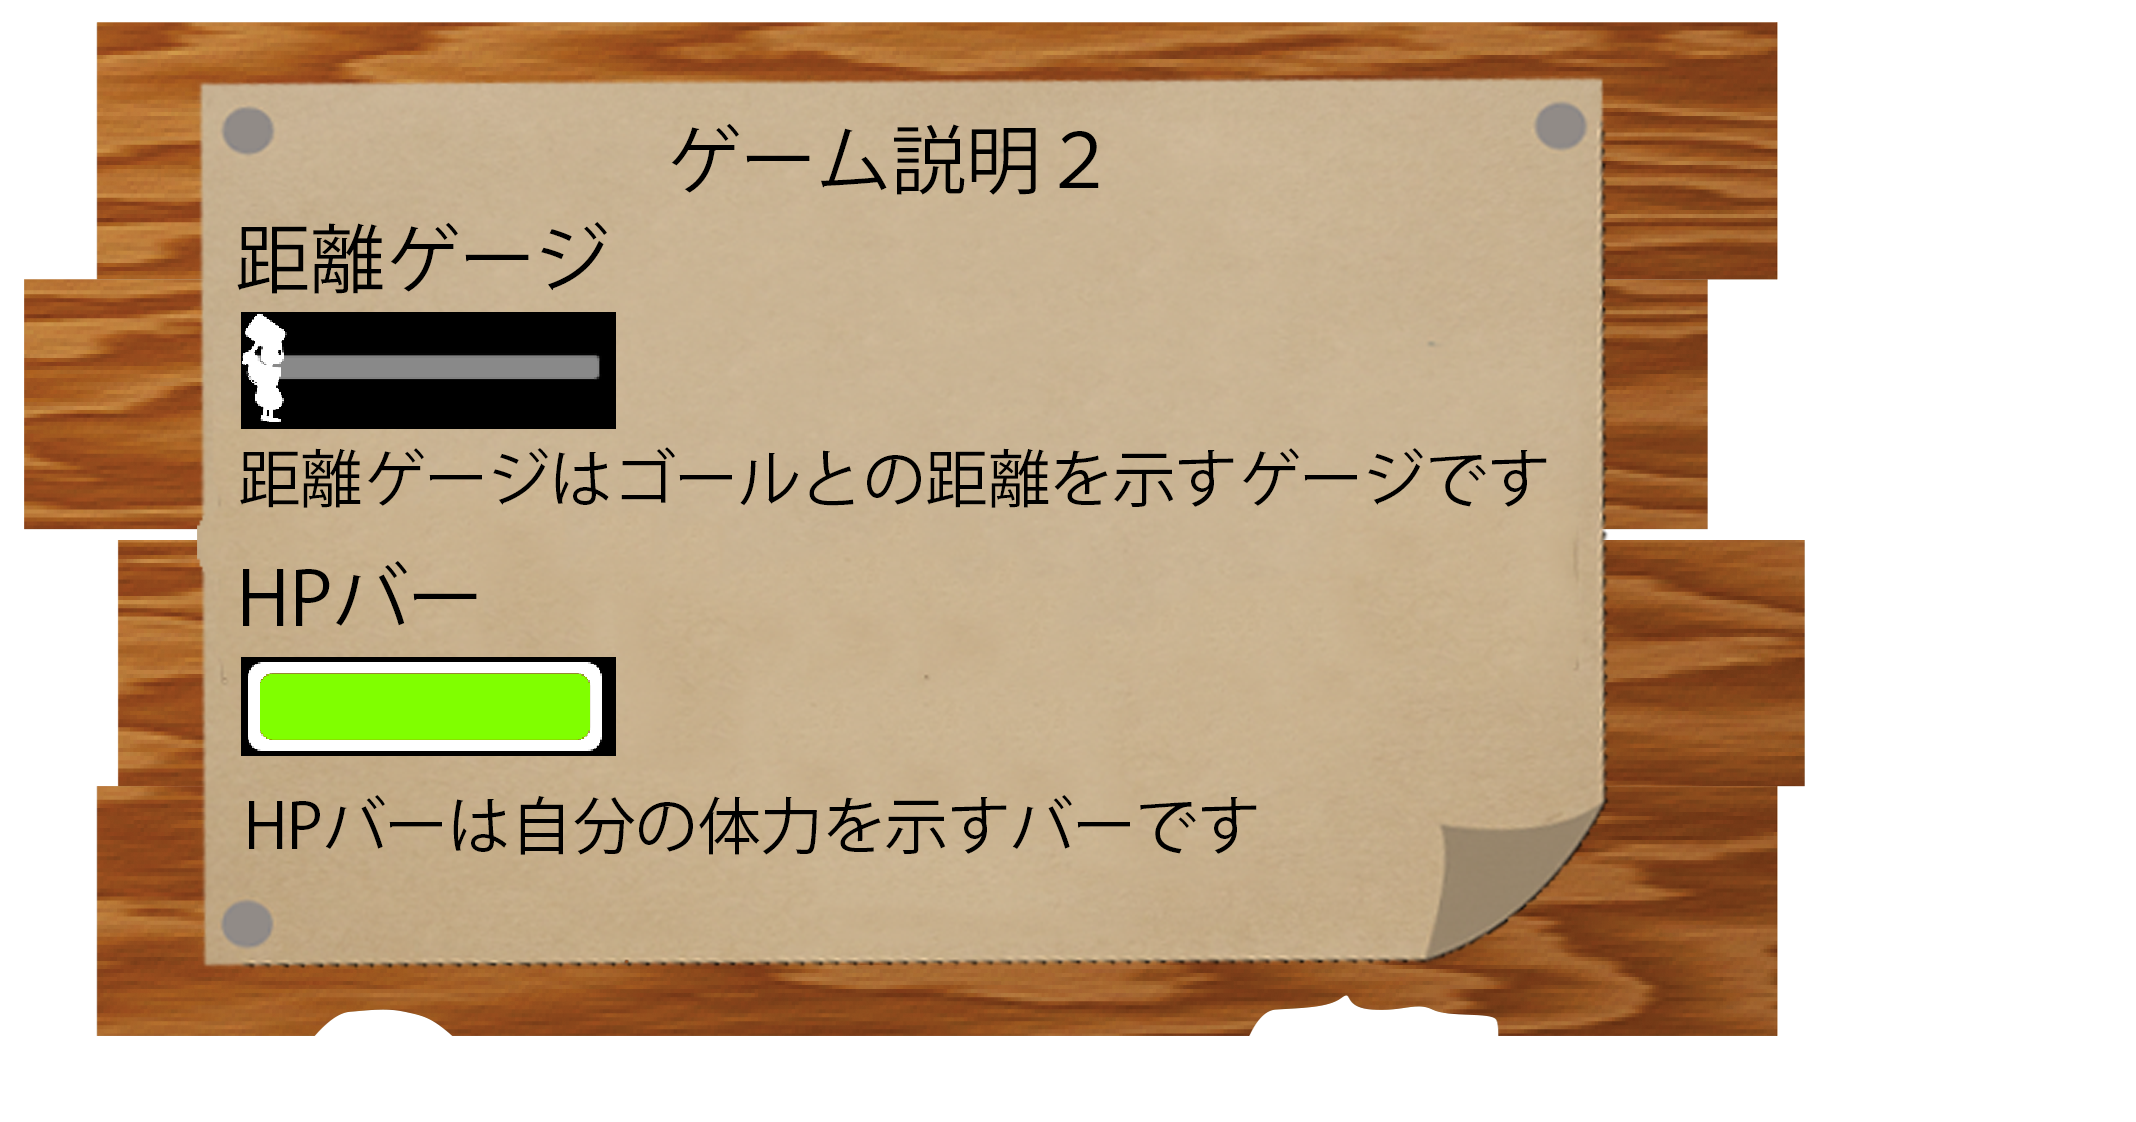 ゲーム説明２
距離ゲージ
距離ゲージはゴールとの距離を示すゲージです
HPバー
HPバーは自分の体力を示すバーです